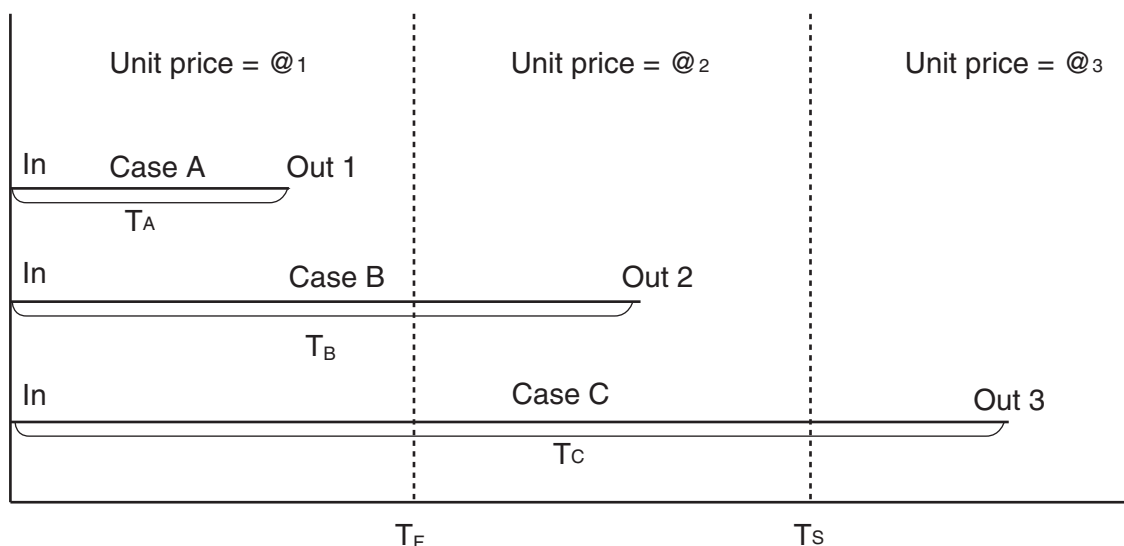 Unit price = @1
Unit price = @2
Unit price = @3
In Case A Out 1
TA
In Case B Out 2
TB
In Case C Out 3
TC
TF
TS